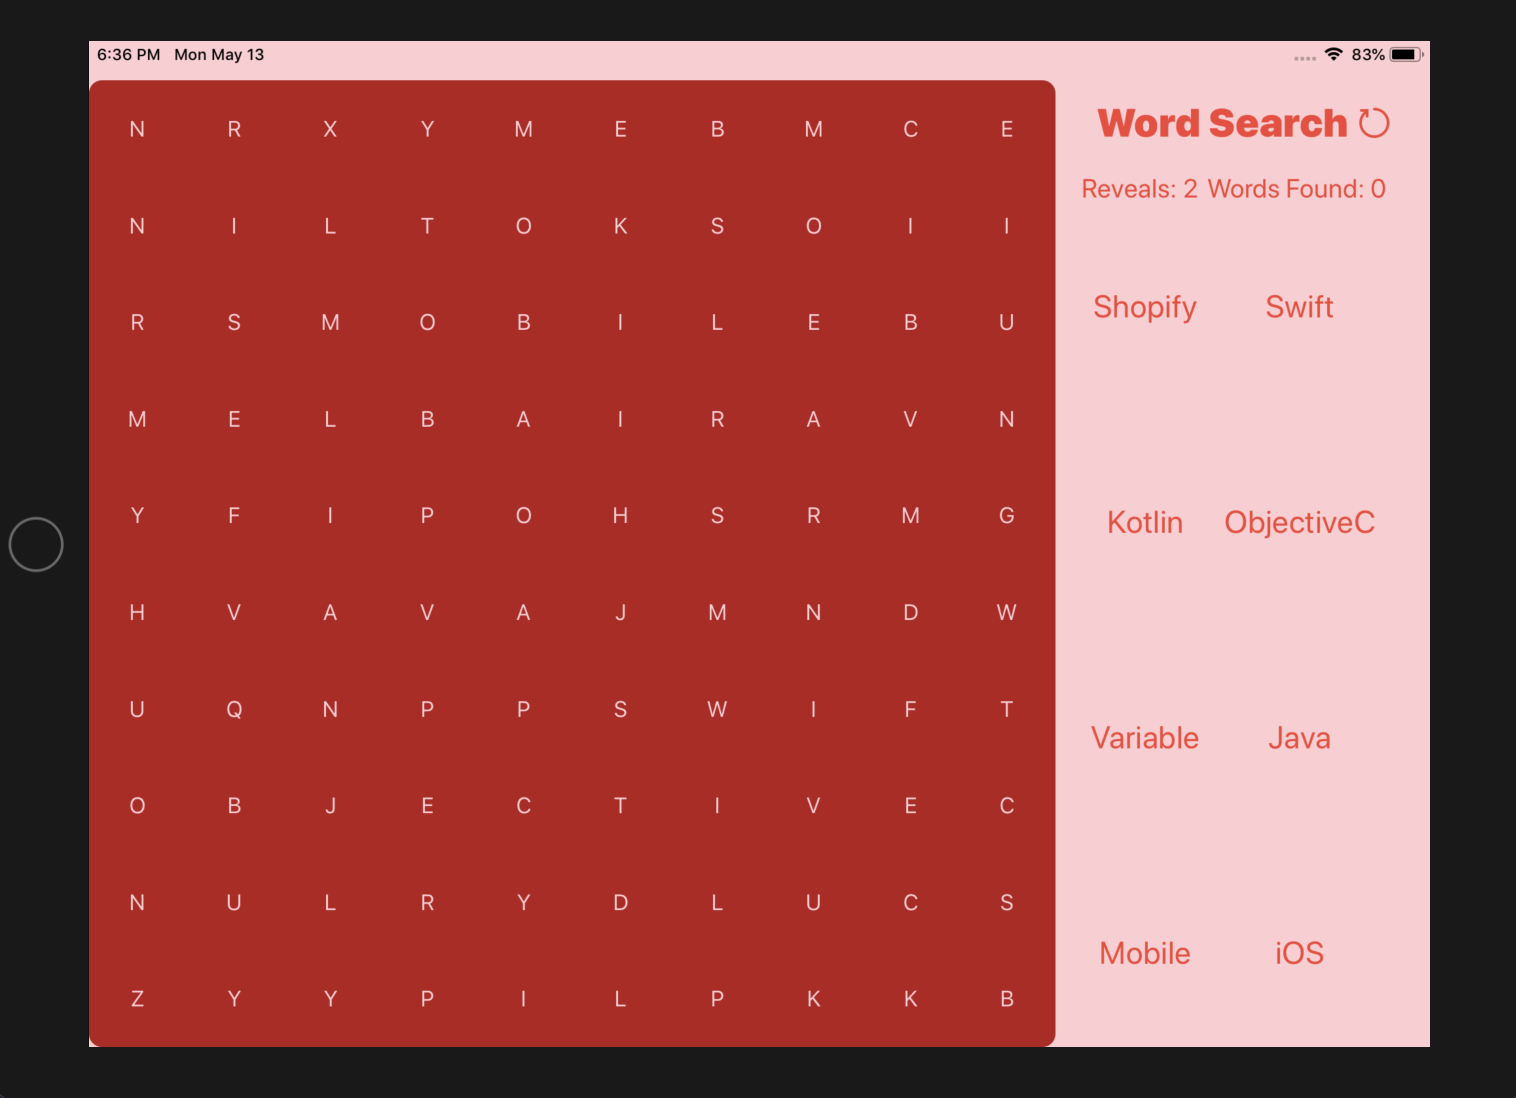 6:36 PM Mon May 13
83%
N R X Y M E B M C E
N I L T O K S O I I
R S M O B I L E B U
M E L B A I R A V N
Y F I P O H S R M G
H V A V A J M N D W
U Q N P P S W I F T
O B J E C T I V E C
N U L R Y D L U C S
Z Y Y P I L P K K B
Word Search
Reveals: 2 Words Found: 0
Shopify Swift
Kotlin ObjectiveC
Variable Java
Mobile iOS